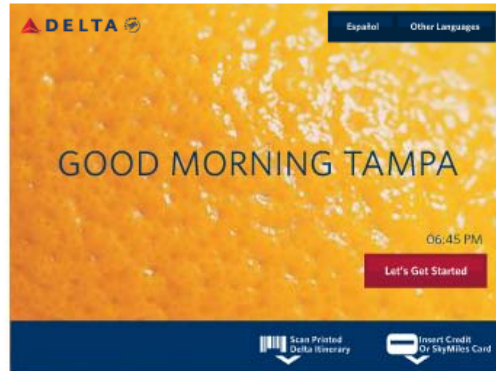 DELTA
Español
Other Languages
GOOD MORNING TAMPA
06:45 PM
Let's Get Started
Scan Printed
Delta Itinerary
Insert Credit
Or SkyMiles Card